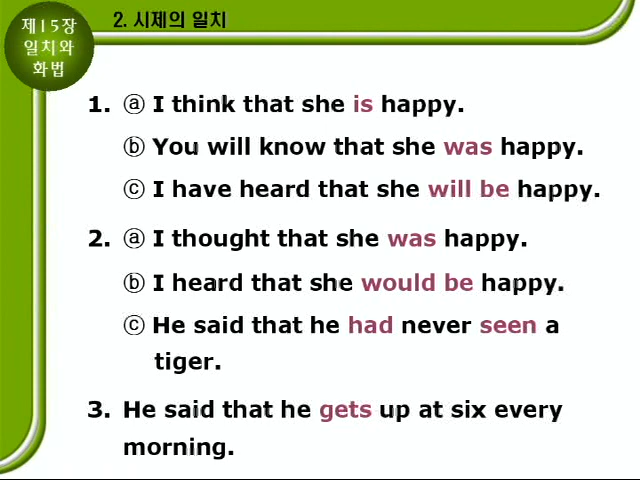 제15장
일치와
화법
2. 시제의 일치
1. ⓐ I think that she is happy.
ⓑ You will know that she was happy.
ⓒ I have heard that she will be happy.
2. ⓐ I thought that she was happy.
ⓑ I heard that she would be happy.
ⓒ He said that he had never seen a
tiger.
3. He said that he gets up at six every
morning.